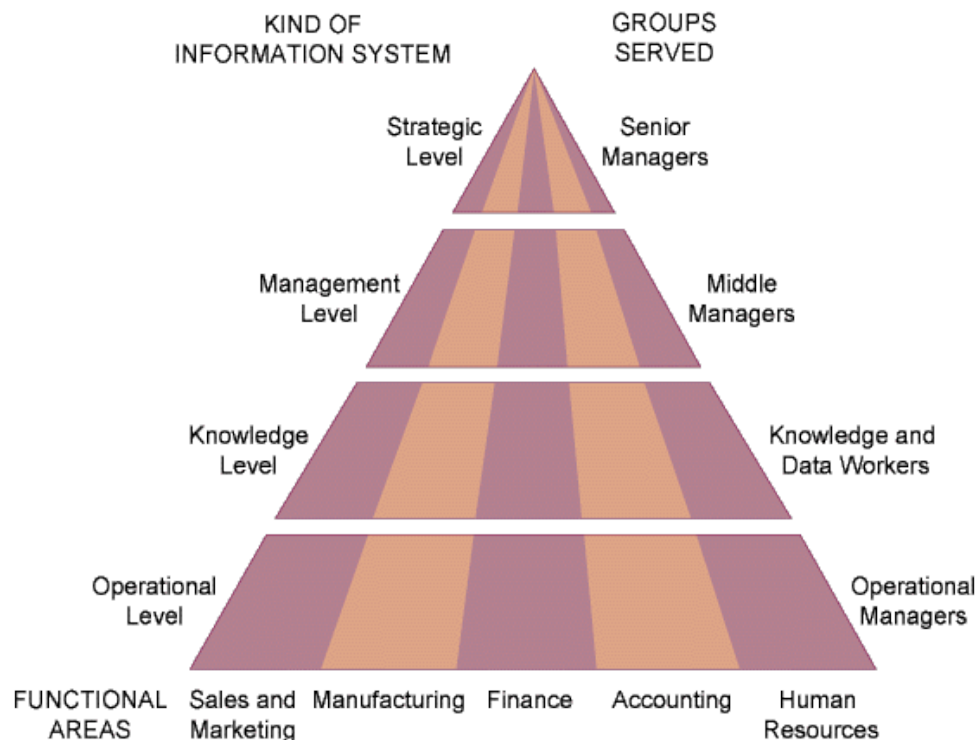 KIND OF
INFORMATION SYSTEM
GROUPS
SERVED
Strategic
Level
Senior
Managers
Management
Level
Middle
Managers
Knowledge
Level
Knowledge and
Data Workers
Operational
Level
Operational
Managers
FUNCTIONAL
AREAS
Sales and
Marketing
Manufacturing
Finance
Accounting
Human
Resources